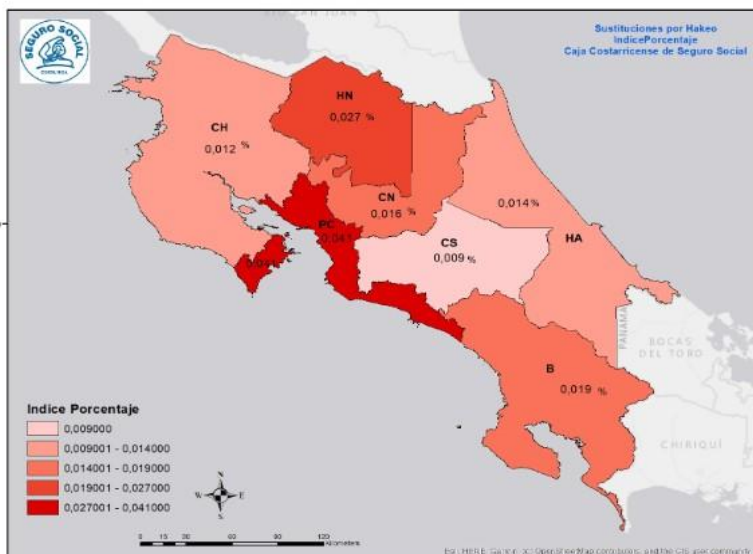 SEGURO SOCIAL
Sustituciones por Hakeo
IndicePorcentaje
Caja Costarricense de Seguro Social
HN
0,027 %
CH
0,012 %
CN
0,016 %
0,014%
PC
0,041
CS
0,009 %
HA
0,041
PANAMÁ
BOCAS
DEL TORO
B
0,019 %
CHIRIQUÍ
Indice Porcentaje
0,009000
0,009001 - 0,014000
0,014001 - 0,019000
0,019001 - 0,027000
0,027001 - 0,041000
N
W E
S
0 15 30 60 90 120
Kilometers